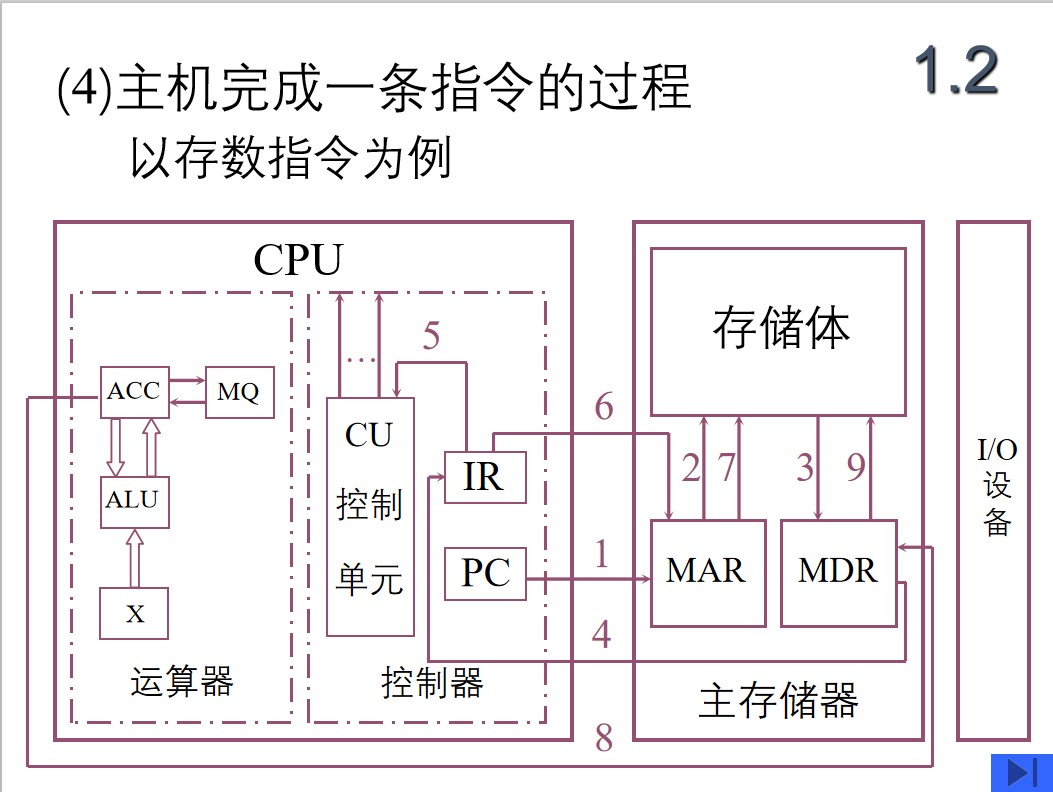 (4)主机完成一条指令的过程
1.2
以存数指令为例
CPU
ACC
MQ
ALU
X
运算器
…
5
CU
控制
单元
IR
PC
控制器
6
1
4
8
存储体
2
7
3
9
MAR
MDR
主存储器
I/O
设
备